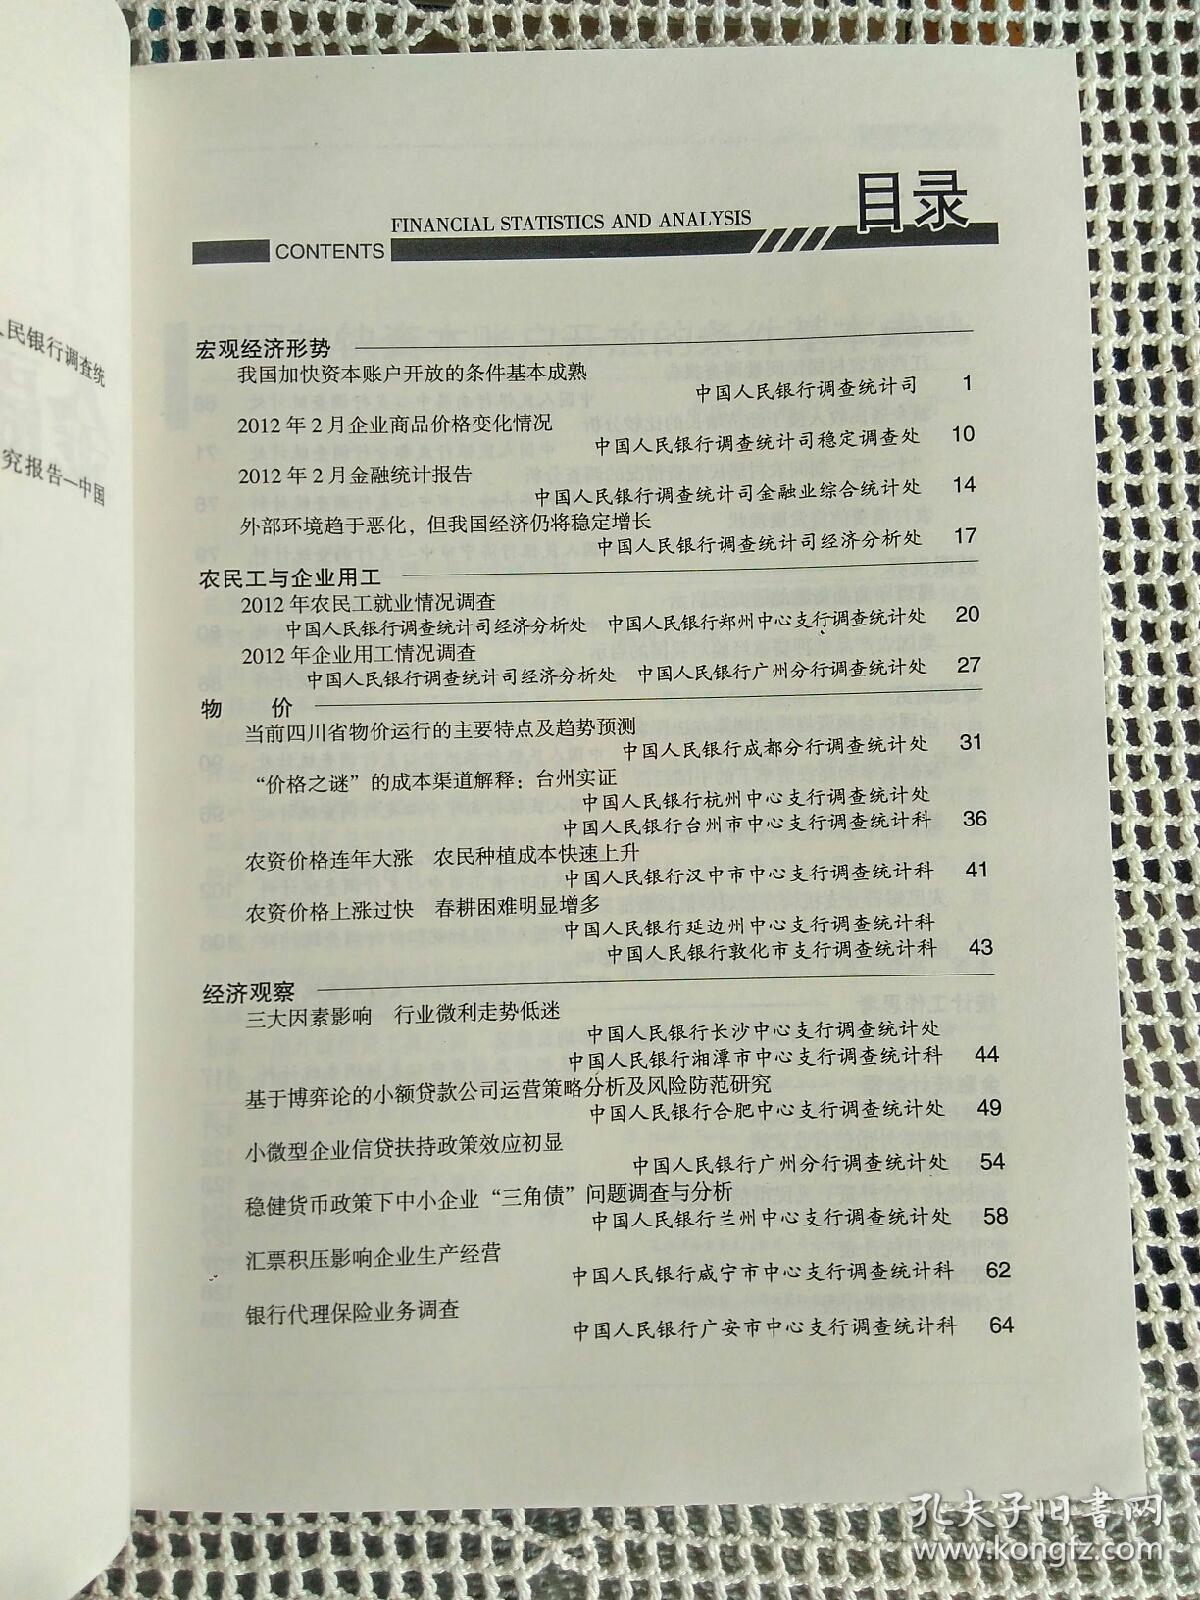 民银行调查统
究报告—中国
目录
FINANCIAL STATISTICS AND ANALYSIS
CONTENTS
宏观经济形势
我国加快资本账户开放的条件基本成熟
中国人民银行调查统计司 1
2012 年 2 月企业商品价格变化情况
中国人民银行调查统计司稳定调查处 10
2012 年 2 月金融统计报告
中国人民银行调查统计司金融业综合统计处 14
外部环境趋于恶化，但我国经济仍将稳定增长
中国人民银行调查统计司经济分析处 17
农民工与企业用工
2012 年农民工就业情况调查
中国人民银行调查统计司经济分析处 中国人民银行郑州中心支行调查统计处 20
2012 年企业用工情况调查
中国人民银行调查统计司经济分析处 中国人民银行广州分行调查统计处 27
物 价
当前四川省物价运行的主要特点及趋势预测
中国人民银行成都分行调查统计处 31
“价格之谜”的成本渠道解释：台州实证
中国人民银行杭州中心支行调查统计处
中国人民银行台州市中心支行调查统计科 36
农资价格连年大涨 农民种植成本快速上升
中国人民银行汉中市中心支行调查统计科 41
农资价格上涨过快 春耕困难明显增多
中国人民银行延边州中心支行调查统计科
中国人民银行敦化市支行调查统计科 43
经济观察
三大因素影响 行业微利走势低迷
中国人民银行长沙中心支行调查统计处
中国人民银行湘潭市中心支行调查统计科 44
基于博弈论的小额贷款公司运营策略分析及风险防范研究
中国人民银行合肥中心支行调查统计处 49
小微型企业信贷扶持政策效应初显
中国人民银行广州分行调查统计处 54
稳健货币政策下中小企业“三角债”问题调查与分析
中国人民银行兰州中心支行调查统计处 58
汇票积压影响企业生产经营
中国人民银行咸宁市中心支行调查统计科 62
银行代理保险业务调查
中国人民银行广安市中心支行调查统计科 64
孔夫子旧书网
www.kongfz.com